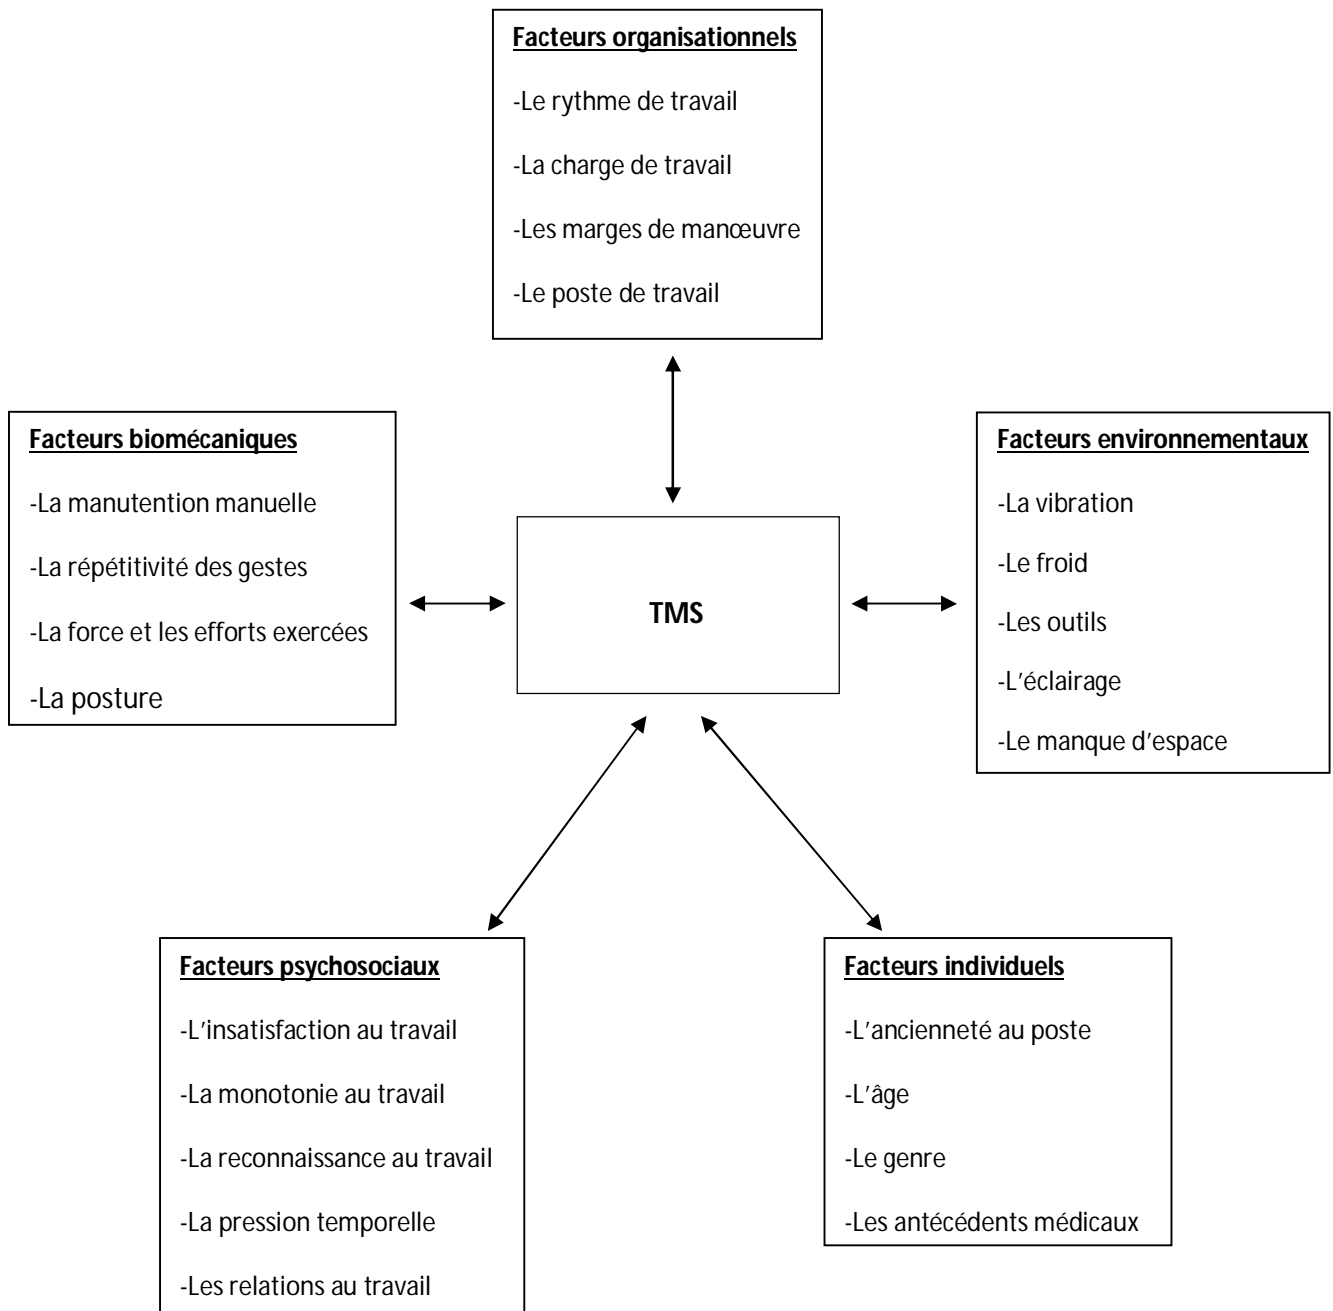 Facteurs organisationnels
-Le rythme de travail
-La charge de travail
-Les marges de manœuvre
-Le poste de travail
Facteurs biomécaniques
-La manutention manuelle
-La répétitivité des gestes
-La force et les efforts exercées
-La posture
TMS
Facteurs environnementaux
-La vibration
-Le froid
-Les outils
-L'éclairage
-Le manque d'espace
Facteurs psychosociaux
-L'insatisfaction au travail
-La monotonie au travail
-La reconnaissance au travail
-La pression temporelle
-Les relations au travail
Facteurs individuels
-L'ancienneté au poste
-L'âge
-Le genre
-Les antécédents médicaux